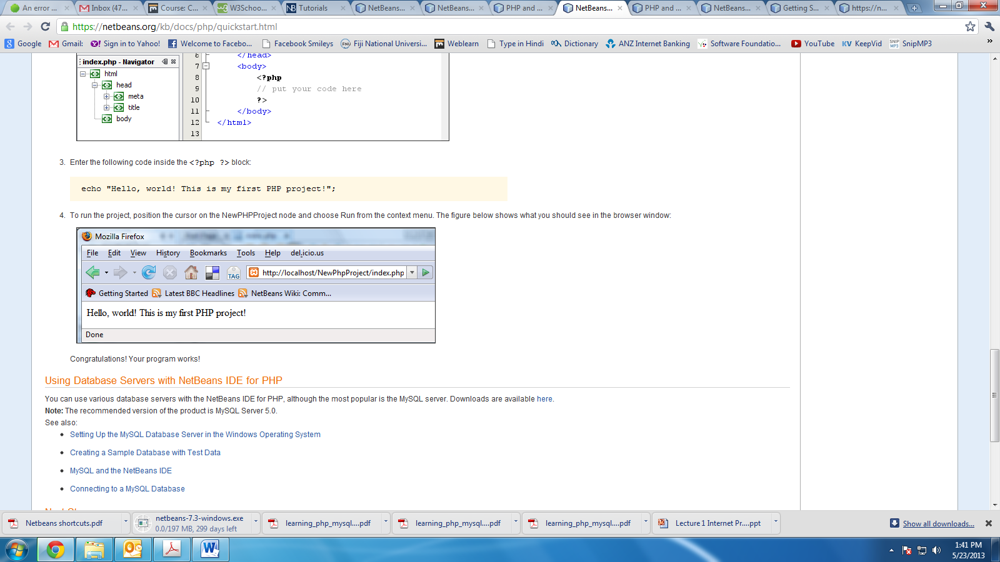 An error ...
Inbox (47...
Course: C...
W3Schoo...
Tutorials
NetBeans...
NetBeans...
PHP and ...
NetBeans...
PHP and ...
NetBeans...
Getting S...
https://n...
https://netbeans.org/kb/docs/php/quickstart.html
Google
Gmail:
Sign in to Yahoo!
Welcome to Facebo...
Facebook Smileys
Fiji National Universi...
Weblearn
Type in Hindi
Dictionary
ANZ Internet Banking
Software Foundatio...
YouTube
KV KeepVid
SNIP MP3 SnipMP3
»
index.php - Navigator
html
head
meta
title
body
6 </head>
7 <body>
8 <?php
9 // put your code here
10 ?>
11 </body>
12 </html>
13
3. Enter the following code inside the <?php ?> block:
echo "Hello, world! This is my first PHP project!";
4. To run the project, position the cursor on the NewPHPProject node and choose Run from the context menu. The figure below shows what you should see in the browser window:
Mozilla Firefox
File Edit View History Bookmarks Tools Help del.icio.us
TAG
http://localhost/NewPhpProject/index.php
Getting Started Latest BBC Headlines NetBeans Wiki: Comm...
Hello, world! This is my first PHP project!
Done
Congratulations! Your program works!
Using Database Servers with NetBeans IDE for PHP
You can use various database servers with the NetBeans IDE for PHP, although the most popular is the MySQL server. Downloads are available here.
Note: The recommended version of the product is MySQL Server 5.0.
See also:
• Setting Up the MySQL Database Server in the Windows Operating System
• Creating a Sample Database with Test Data
• MySQL and the NetBeans IDE
• Connecting to a MySQL Database
Netbeans shortcuts.pdf
netbeans-7.3-windows.exe
0.0/197 MB, 299 days left
learning_php_mysql....pdf
learning_php_mysql....pdf
learning_php_mysql....pdf
Lecture 1 Internet Pr....ppt
Show all downloads...
1:41 PM
5/23/2013